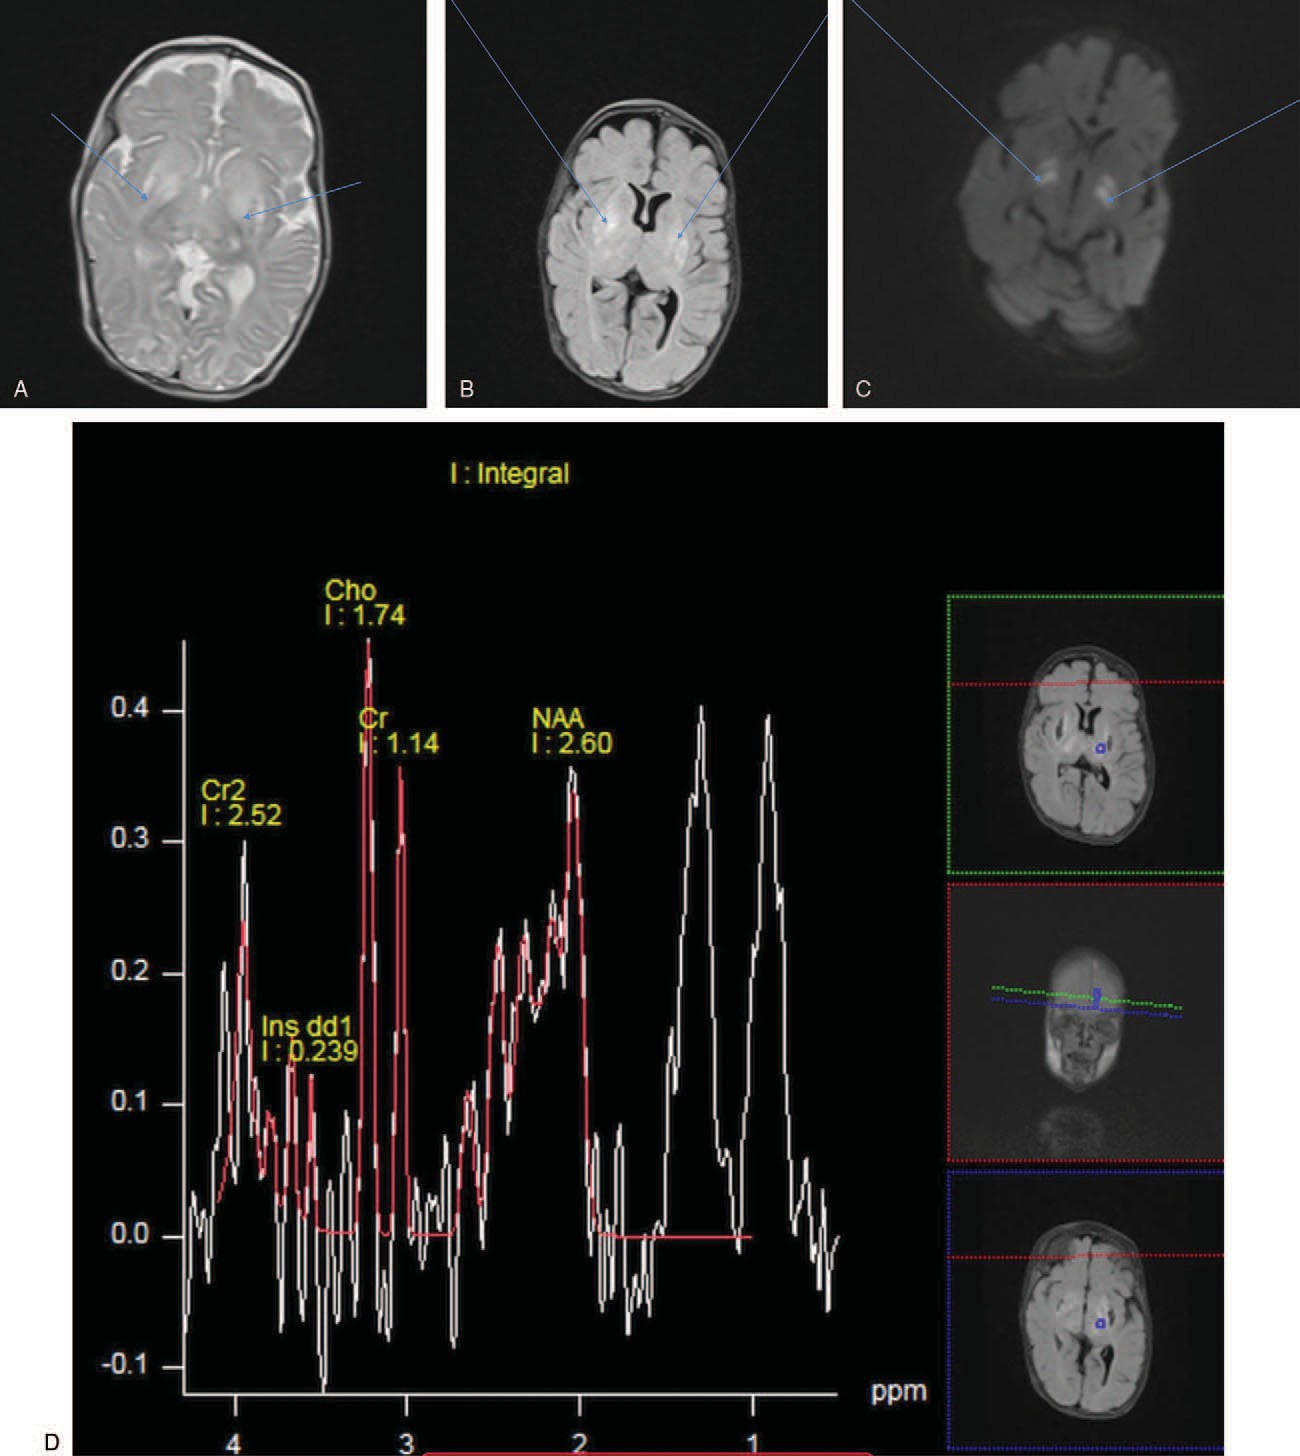 A
B
C
I : Integral
Cho
I : 1.74
Cr
I : 1.14
NAA
I : 2.60
Cr2
I : 2.52
Ins dd1
I : 0.239
0.4
0.3
0.2
0.1
0.0
-0.1
ppm
4
3
2
1
D